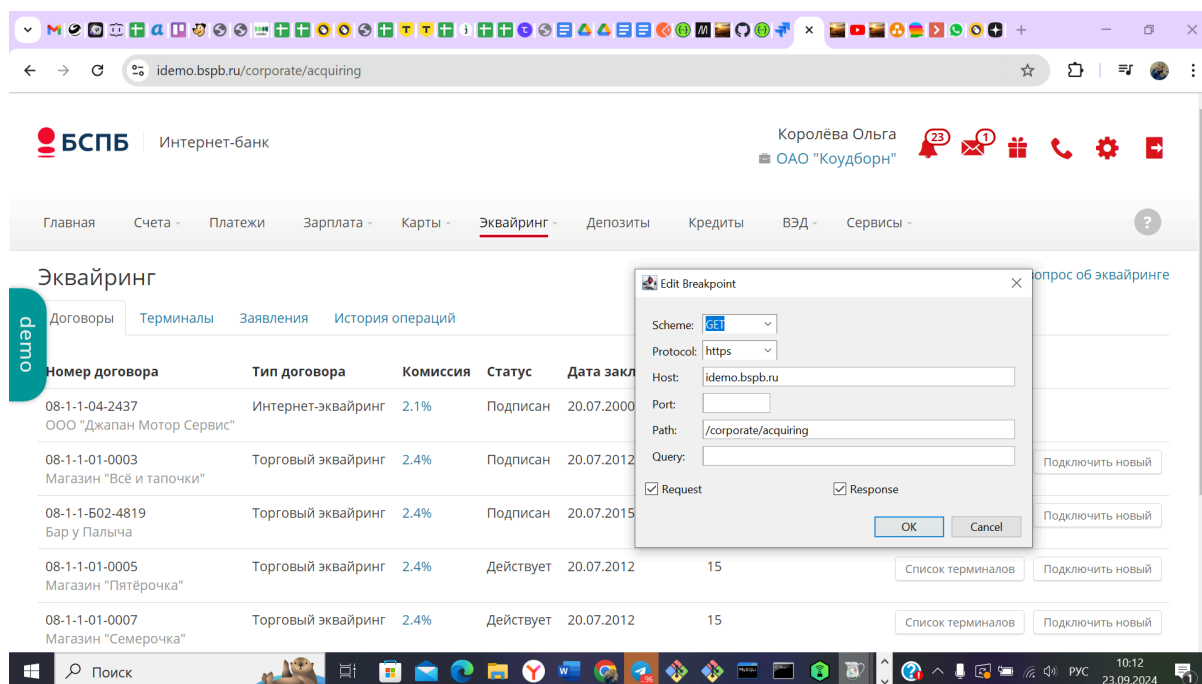 idemo.bspb.ru/corporate/acquiring
БСПБ
Интернет-банк
Королёва Ольга
ОАО "Коудборн"
23
1
Главная Счета Платежи Зарплата Карты Эквайринг Депозиты Кредиты ВЭД Сервисы ?
Эквайринг
вопрос об эквайринге
demo
Договоры Терминалы Заявления История операций
Номер договора Тип договора Комиссия Статус Дата закл
08-1-1-04-2437 Интернет-эквайринг 2.1% Подписан 20.07.2000
ООО "Джапан Мотор Сервис"
08-1-1-01-0003 Торговый эквайринг 2.4% Подписан 20.07.2012 Подключить новый
Магазин "Всё и тапочки"
08-1-1-Б02-4819 Торговый эквайринг 2.4% Подписан 20.07.2015 Подключить новый
Бар у Палыча
08-1-1-01-0005 Торговый эквайринг 2.4% Действует 20.07.2012 15 Список терминалов Подключить новый
Магазин "Пятёрочка"
08-1-1-01-0007 Торговый эквайринг 2.4% Действует 20.07.2012 15 Список терминалов Подключить новый
Магазин "Семерочка"
Edit Breakpoint
Scheme: GET
Protocol: https
Host: idemo.bspb.ru
Port:
Path: /corporate/acquiring
Query:
Request Response
OK Cancel
Поиск
96
РУС
10:12
23.09.2024